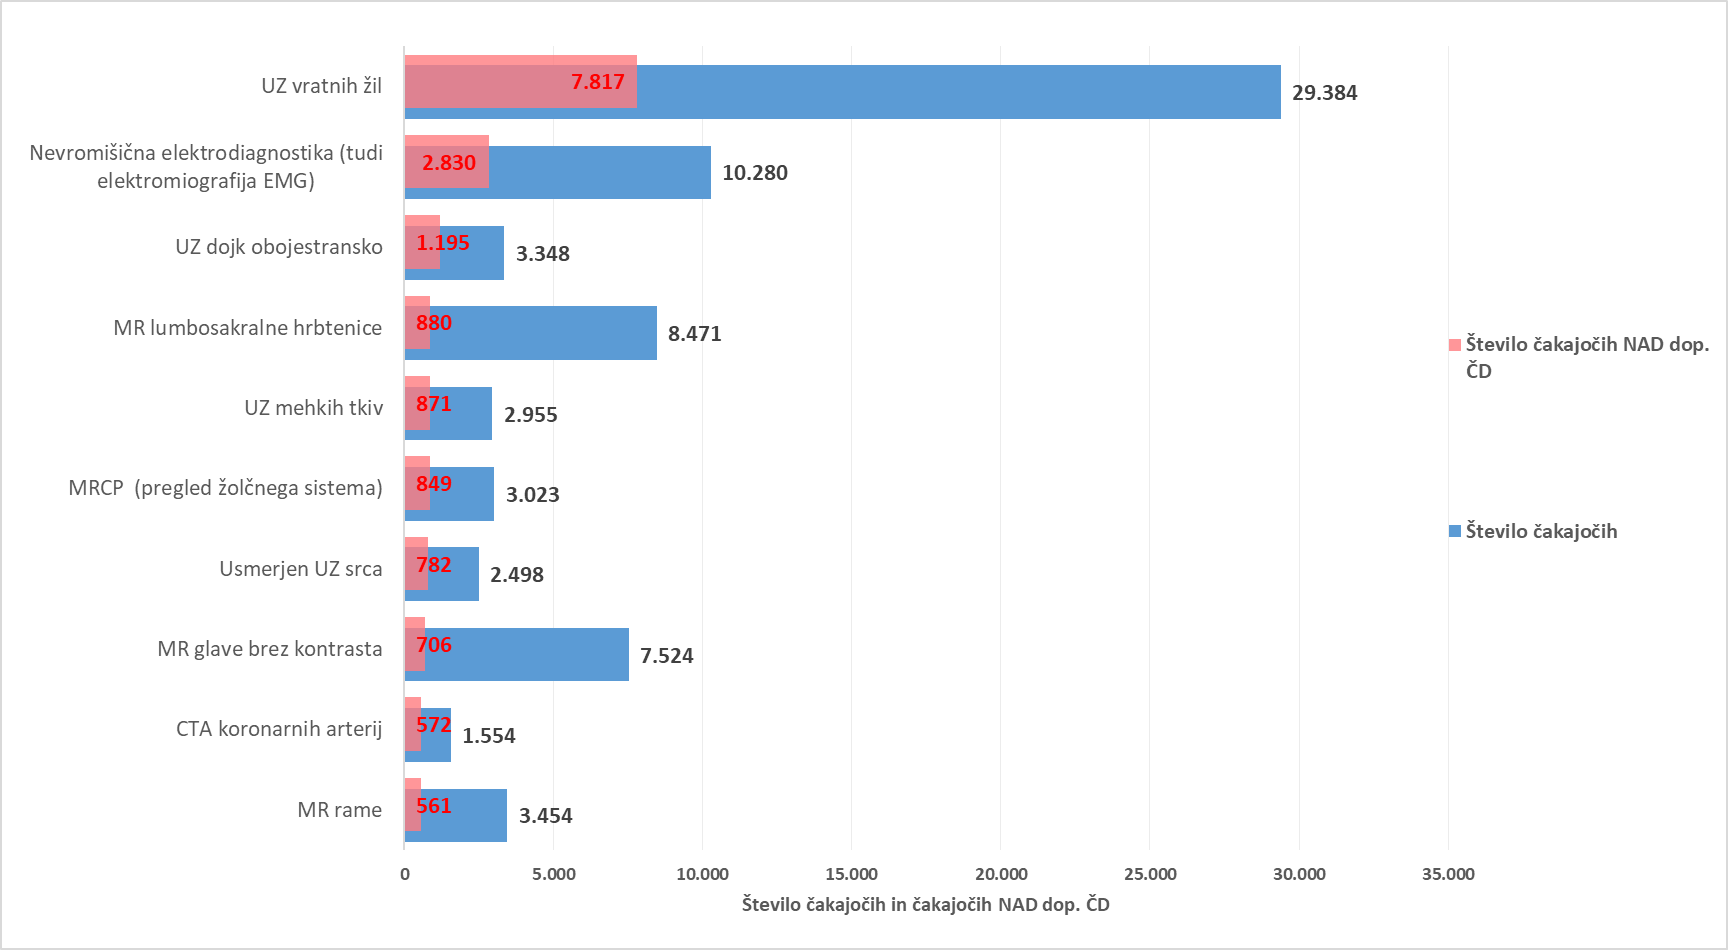 UZ vratnih žil
7.817
29.384
Nevromišična elektrodiagnostika (tudi
elektromiografija EMG)
2.830
10.280
UZ dojk obojestransko
1.195
3.348
MR lumbosakralne hrbtenice
880
8.471
UZ mehkih tkiv
871
2.955
MRCP  (pregled žolčnega sistema)
849
3.023
Usmerjen UZ srca
782
2.498
MR glave brez kontrasta
706
7.524
CTA koronarnih arterij
572
1.554
MR rame
561
3.454
0 5.000 10.000 15.000 20.000 25.000 30.000 35.000
Število čakajočih in čakajočih NAD dop. ČD
Število čakajočih NAD dop.
ČD
Število čakajočih